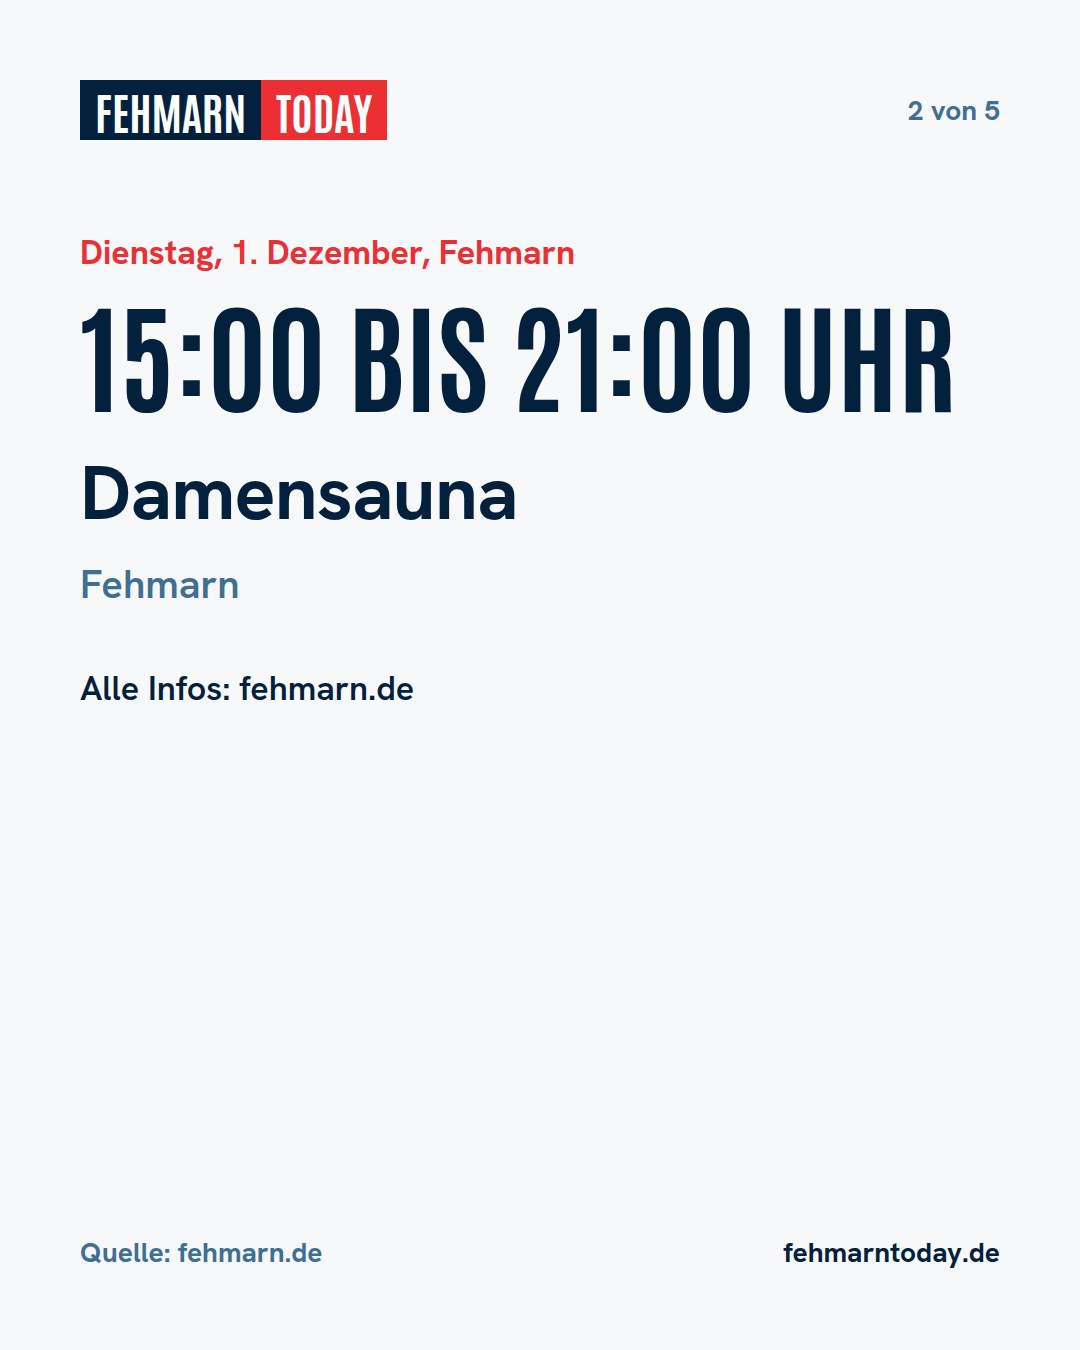 FEHMARN TODAY
2 von 5
Dienstag, 1. Dezember, Fehmarn
15:00 BIS 21:00 UHR
Damensauna
Fehmarn
Alle Infos: fehmarn.de
Quelle: fehmarn.de
fehmarntoday.de